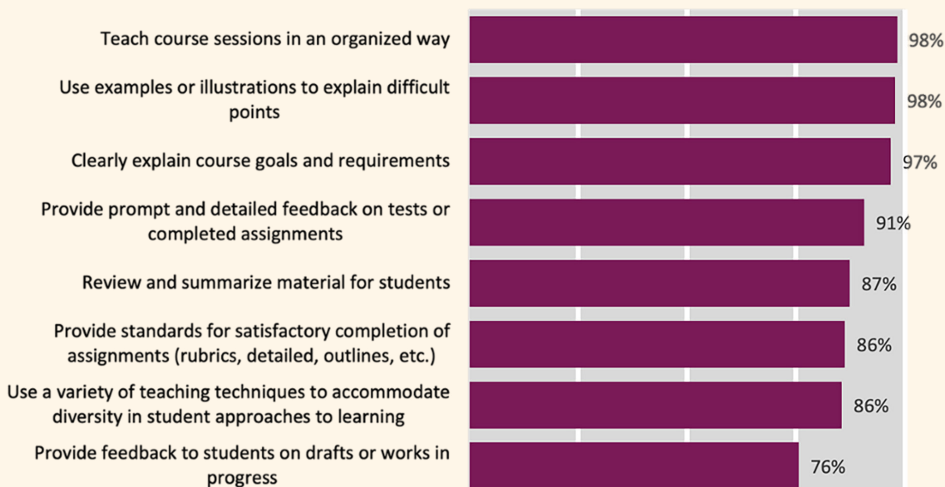 Teach course sessions in an organized way
98%
Use examples or illustrations to explain difficult
points
98%
Clearly explain course goals and requirements
97%
Provide prompt and detailed feedback on tests or
completed assignments
91%
Review and summarize material for students
87%
Provide standards for satisfactory completion of
assignments (rubrics, detailed, outlines, etc.)
86%
Use a variety of teaching techniques to accommodate
diversity in student approaches to learning
86%
Provide feedback to students on drafts or works in
progress
76%